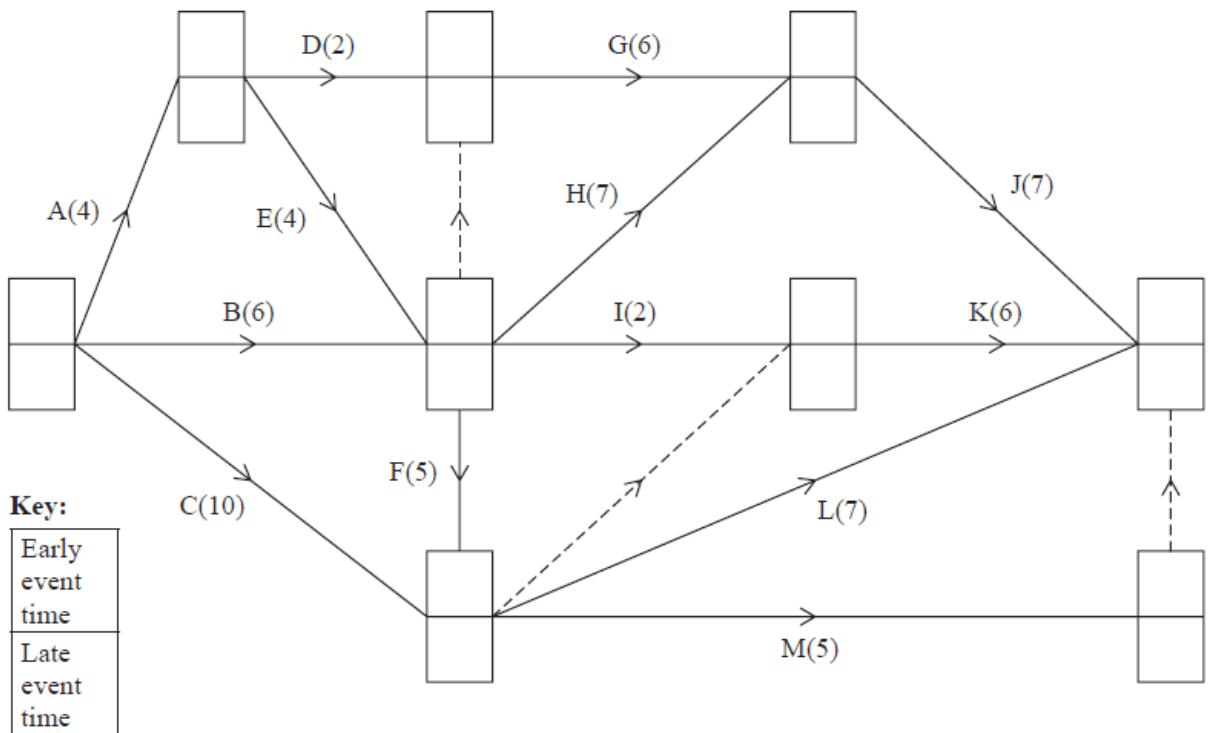 D(2)
G(6)
A(4)
E(4)
H(7)
J(7)
B(6)
I(2)
K(6)
F(5)
C(10)
L(7)
Key:
Early
event
time
Late
event
time
M(5)